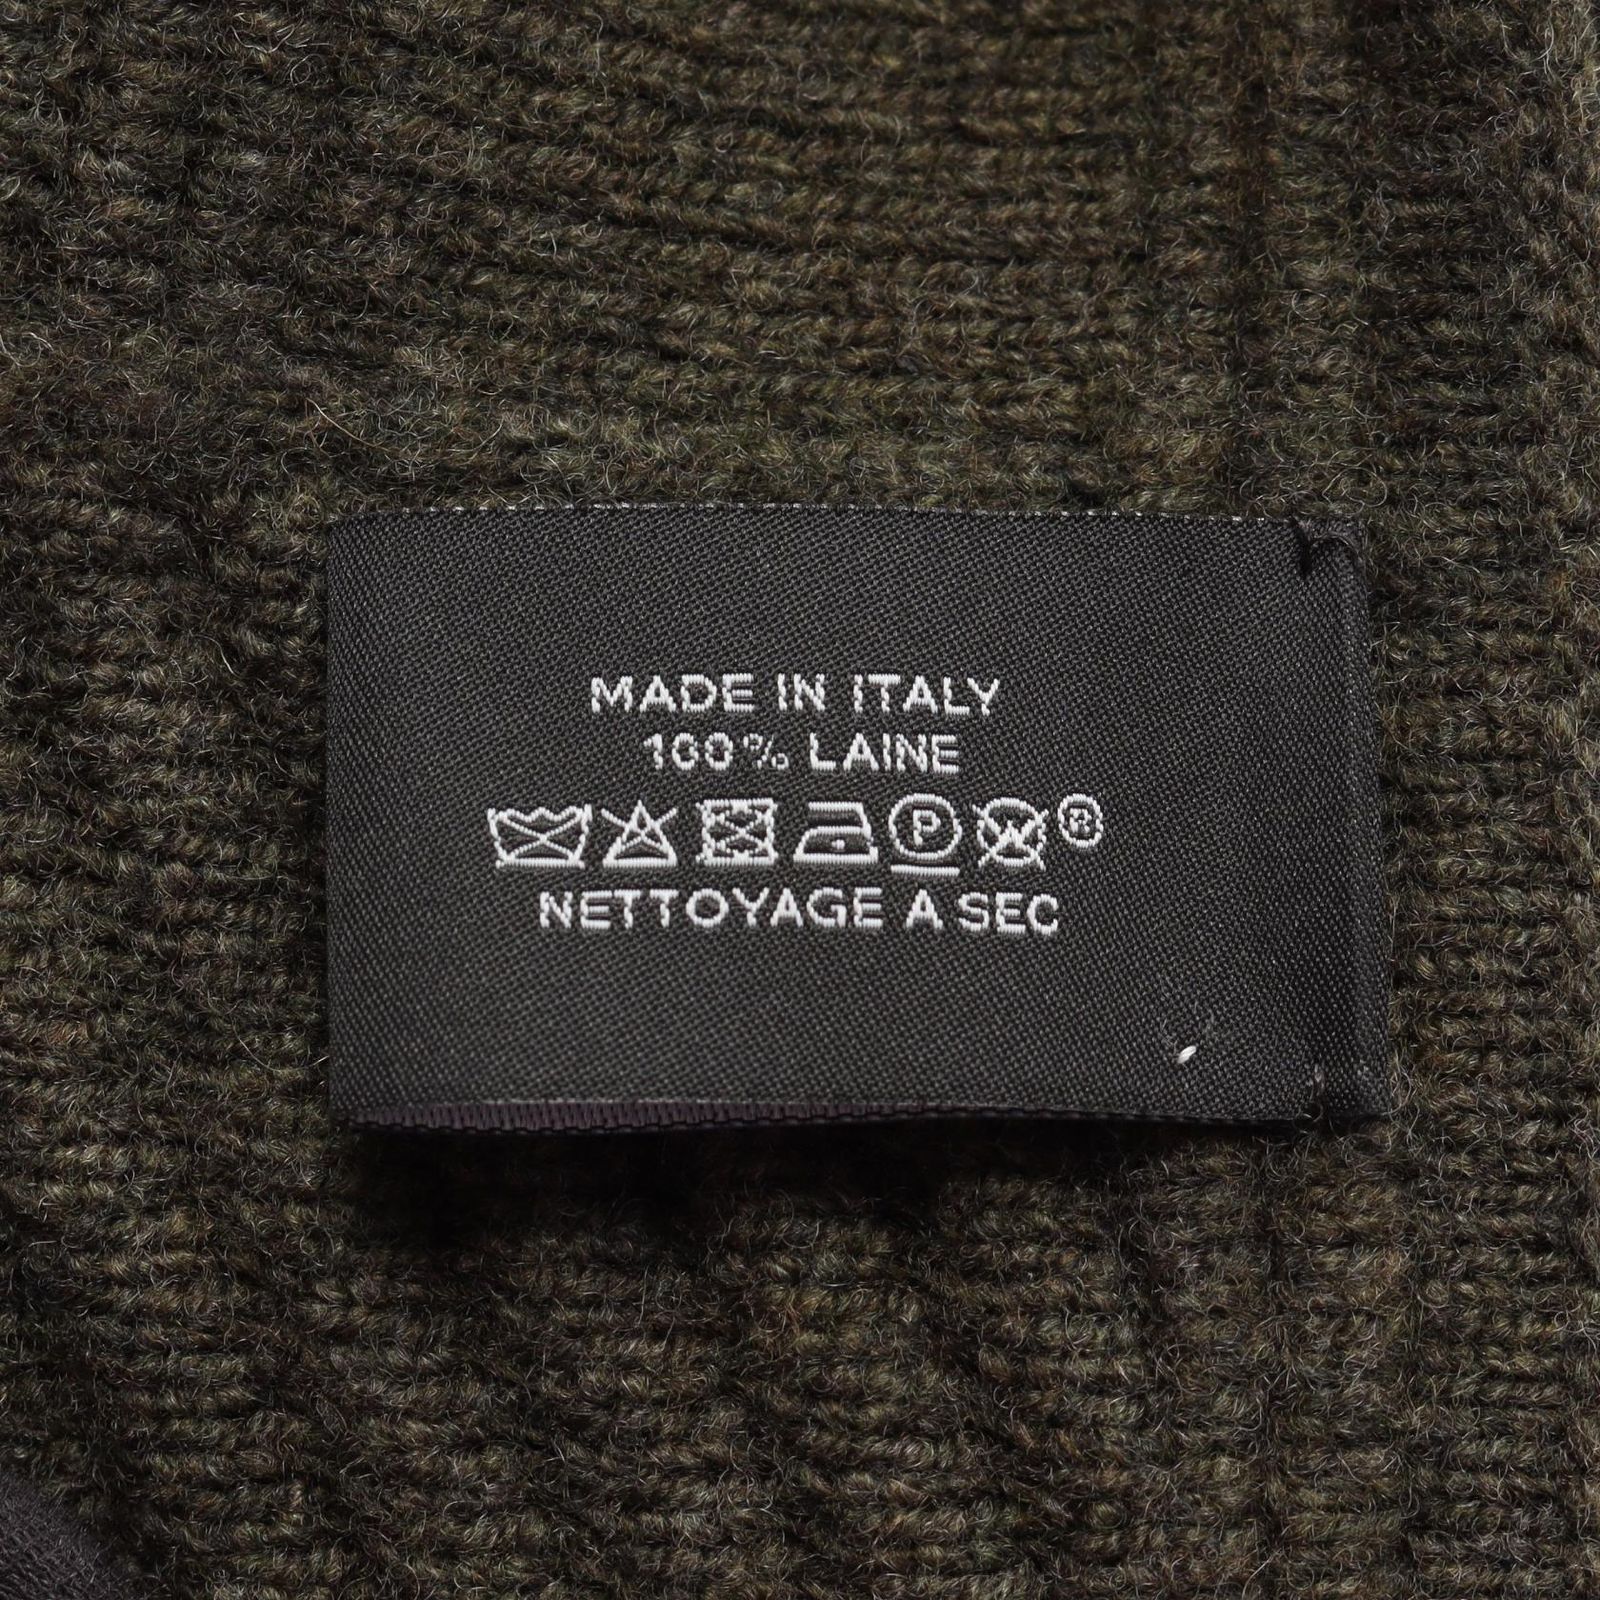 MADE IN ITALY
100% LAINE
P W ®
NETTOYAGE A SEC